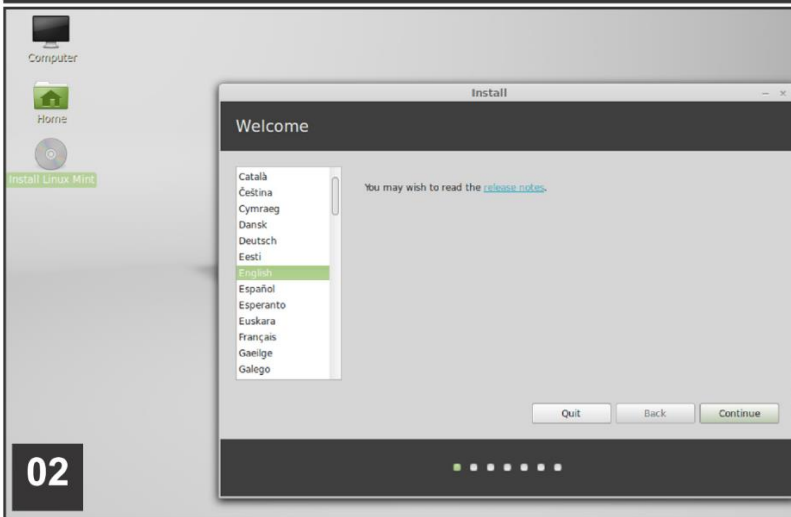 Computer
Home
Install Linux Mint
Install
Welcome
Català
Čeština
Cymraeg
Dansk
Deutsch
Eesti
English
Español
Esperanto
Euskara
Français
Gaeilge
Galego
You may wish to read the release notes.
Quit Back Continue
02